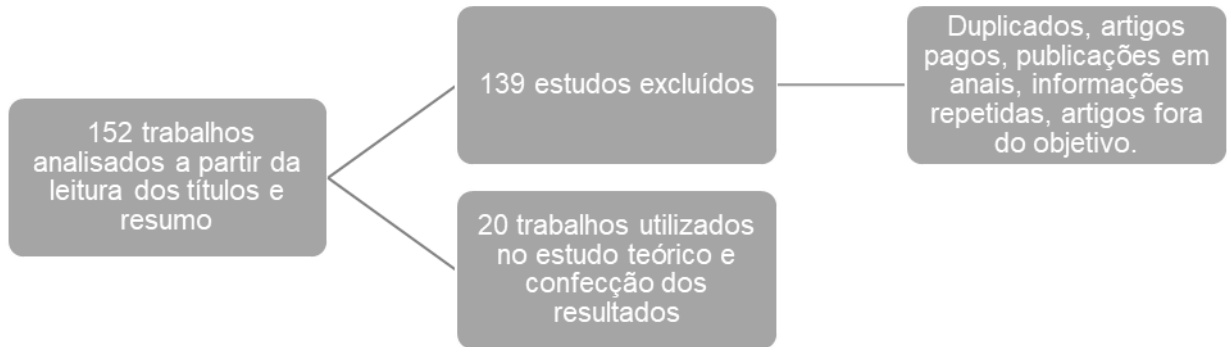 152 trabalhos
analisados a partir da
leitura dos títulos e
resumo
139 estudos excluídos
Duplicados, artigos
pagos, publicações em
anais, informações
repetidas, artigos fora
do objetivo.
20 trabalhos utilizados
no estudo teórico e
confecção dos
resultados